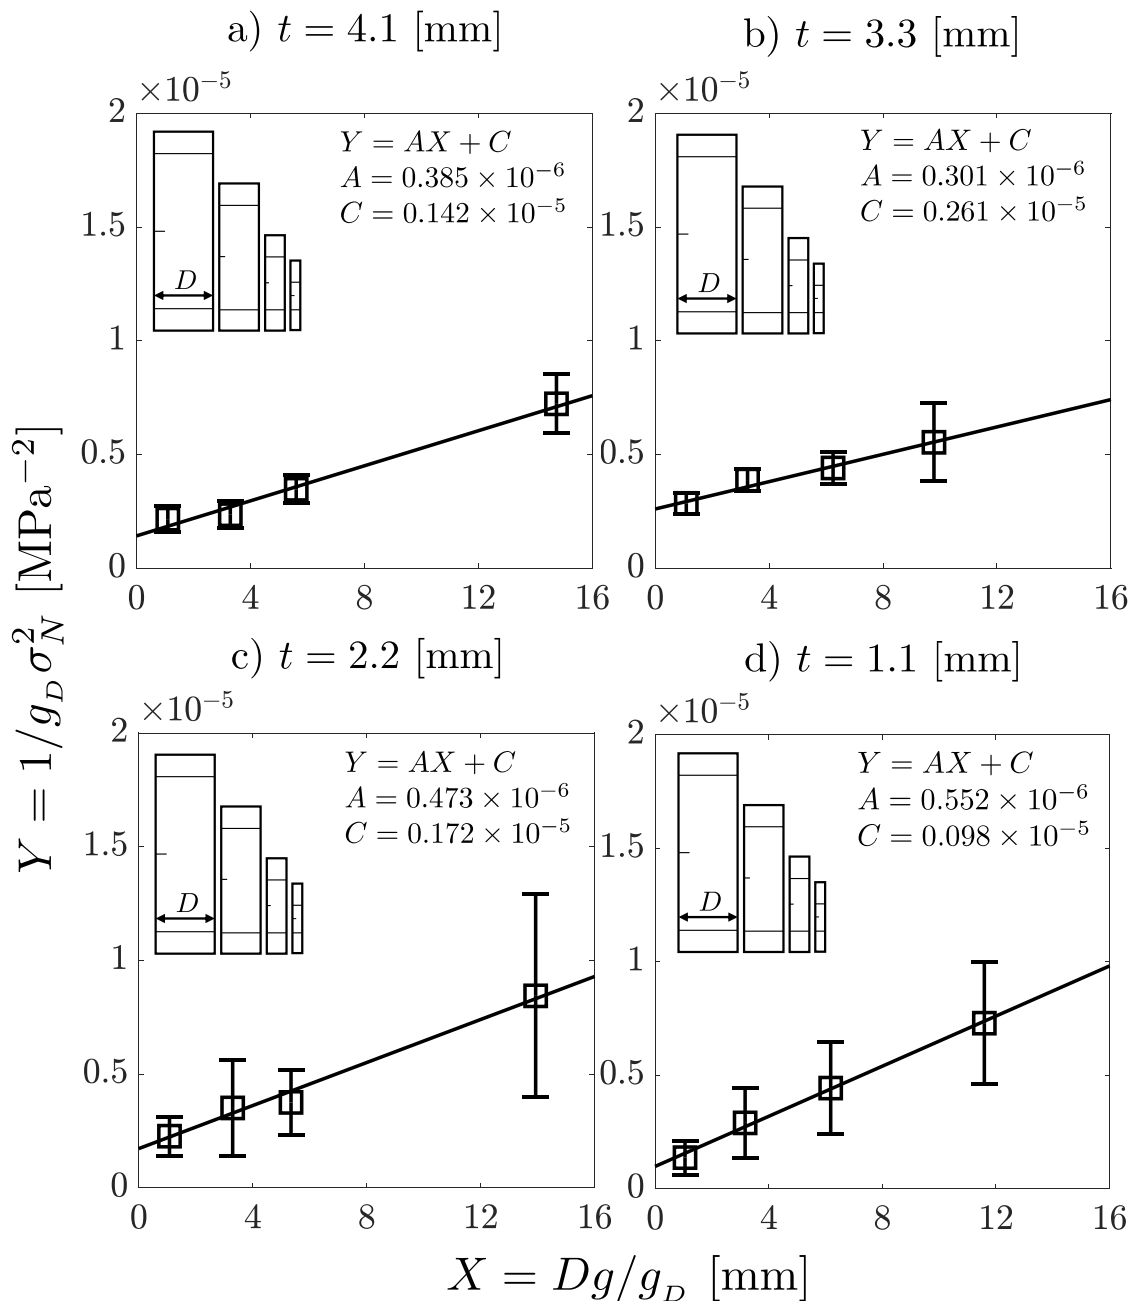 a) t = 4.1 [mm]
×10⁻⁵
2
1.5
1
0.5
0
0 4 8 12 16
Y = AX + C
A = 0.385 × 10⁻⁶
C = 0.142 × 10⁻⁵
D
b) t = 3.3 [mm]
×10⁻⁵
2
1.5
1
0.5
0
0 4 8 12 16
Y = AX + C
A = 0.301 × 10⁻⁶
C = 0.261 × 10⁻⁵
D
Y = 1/g_D σ_N² [MPa⁻²]
c) t = 2.2 [mm]
×10⁻⁵
2
1.5
1
0.5
0
0 4 8 12 16
Y = AX + C
A = 0.473 × 10⁻⁶
C = 0.172 × 10⁻⁵
D
d) t = 1.1 [mm]
×10⁻⁵
2
1.5
1
0.5
0
0 4 8 12 16
Y = AX + C
A = 0.552 × 10⁻⁶
C = 0.098 × 10⁻⁵
D
X = Dg/g_D [mm]